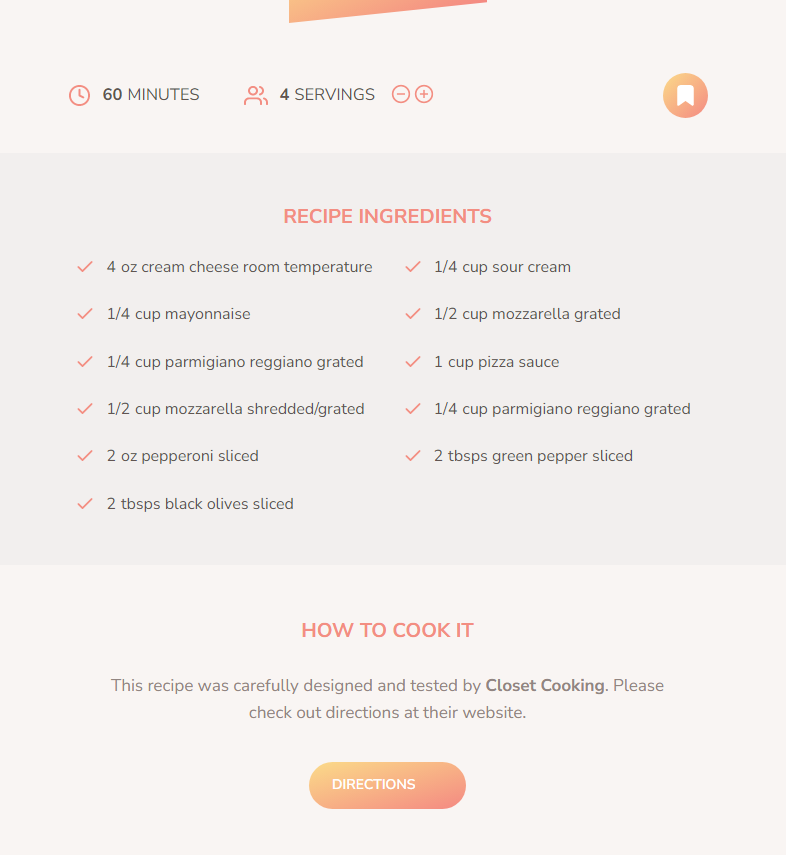 60 MINUTES
4 SERVINGS
RECIPE INGREDIENTS
4 oz cream cheese room temperature
1/4 cup sour cream
1/4 cup mayonnaise
1/2 cup mozzarella grated
1/4 cup parmigiano reggiano grated
1 cup pizza sauce
1/2 cup mozzarella shredded/grated
1/4 cup parmigiano reggiano grated
2 oz pepperoni sliced
2 tbsps green pepper sliced
2 tbsps black olives sliced
HOW TO COOK IT
This recipe was carefully designed and tested by Closet Cooking. Please
check out directions at their website.
DIRECTIONS